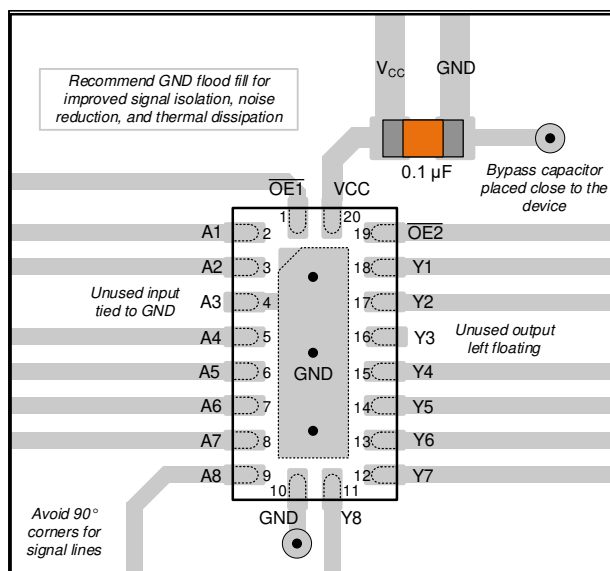 V_CC GND
Recommend GND flood fill for
improved signal isolation, noise
reduction, and thermal dissipation
0.1 µF
Bypass capacitor
placed close to the
device
O̅E̅1̅ VCC
1 20
A1 2 19 O̅E̅2̅
A2 3 18 Y1
Unused input
tied to GND
A3 4 17 Y2
A4 5 16 Y3
Unused output
left floating
GND
A5 6 15 Y4
A6 7 14 Y5
A7 8 13 Y6
A8 9 12 Y7
10 11
GND Y8
Avoid 90°
corners for
signal lines